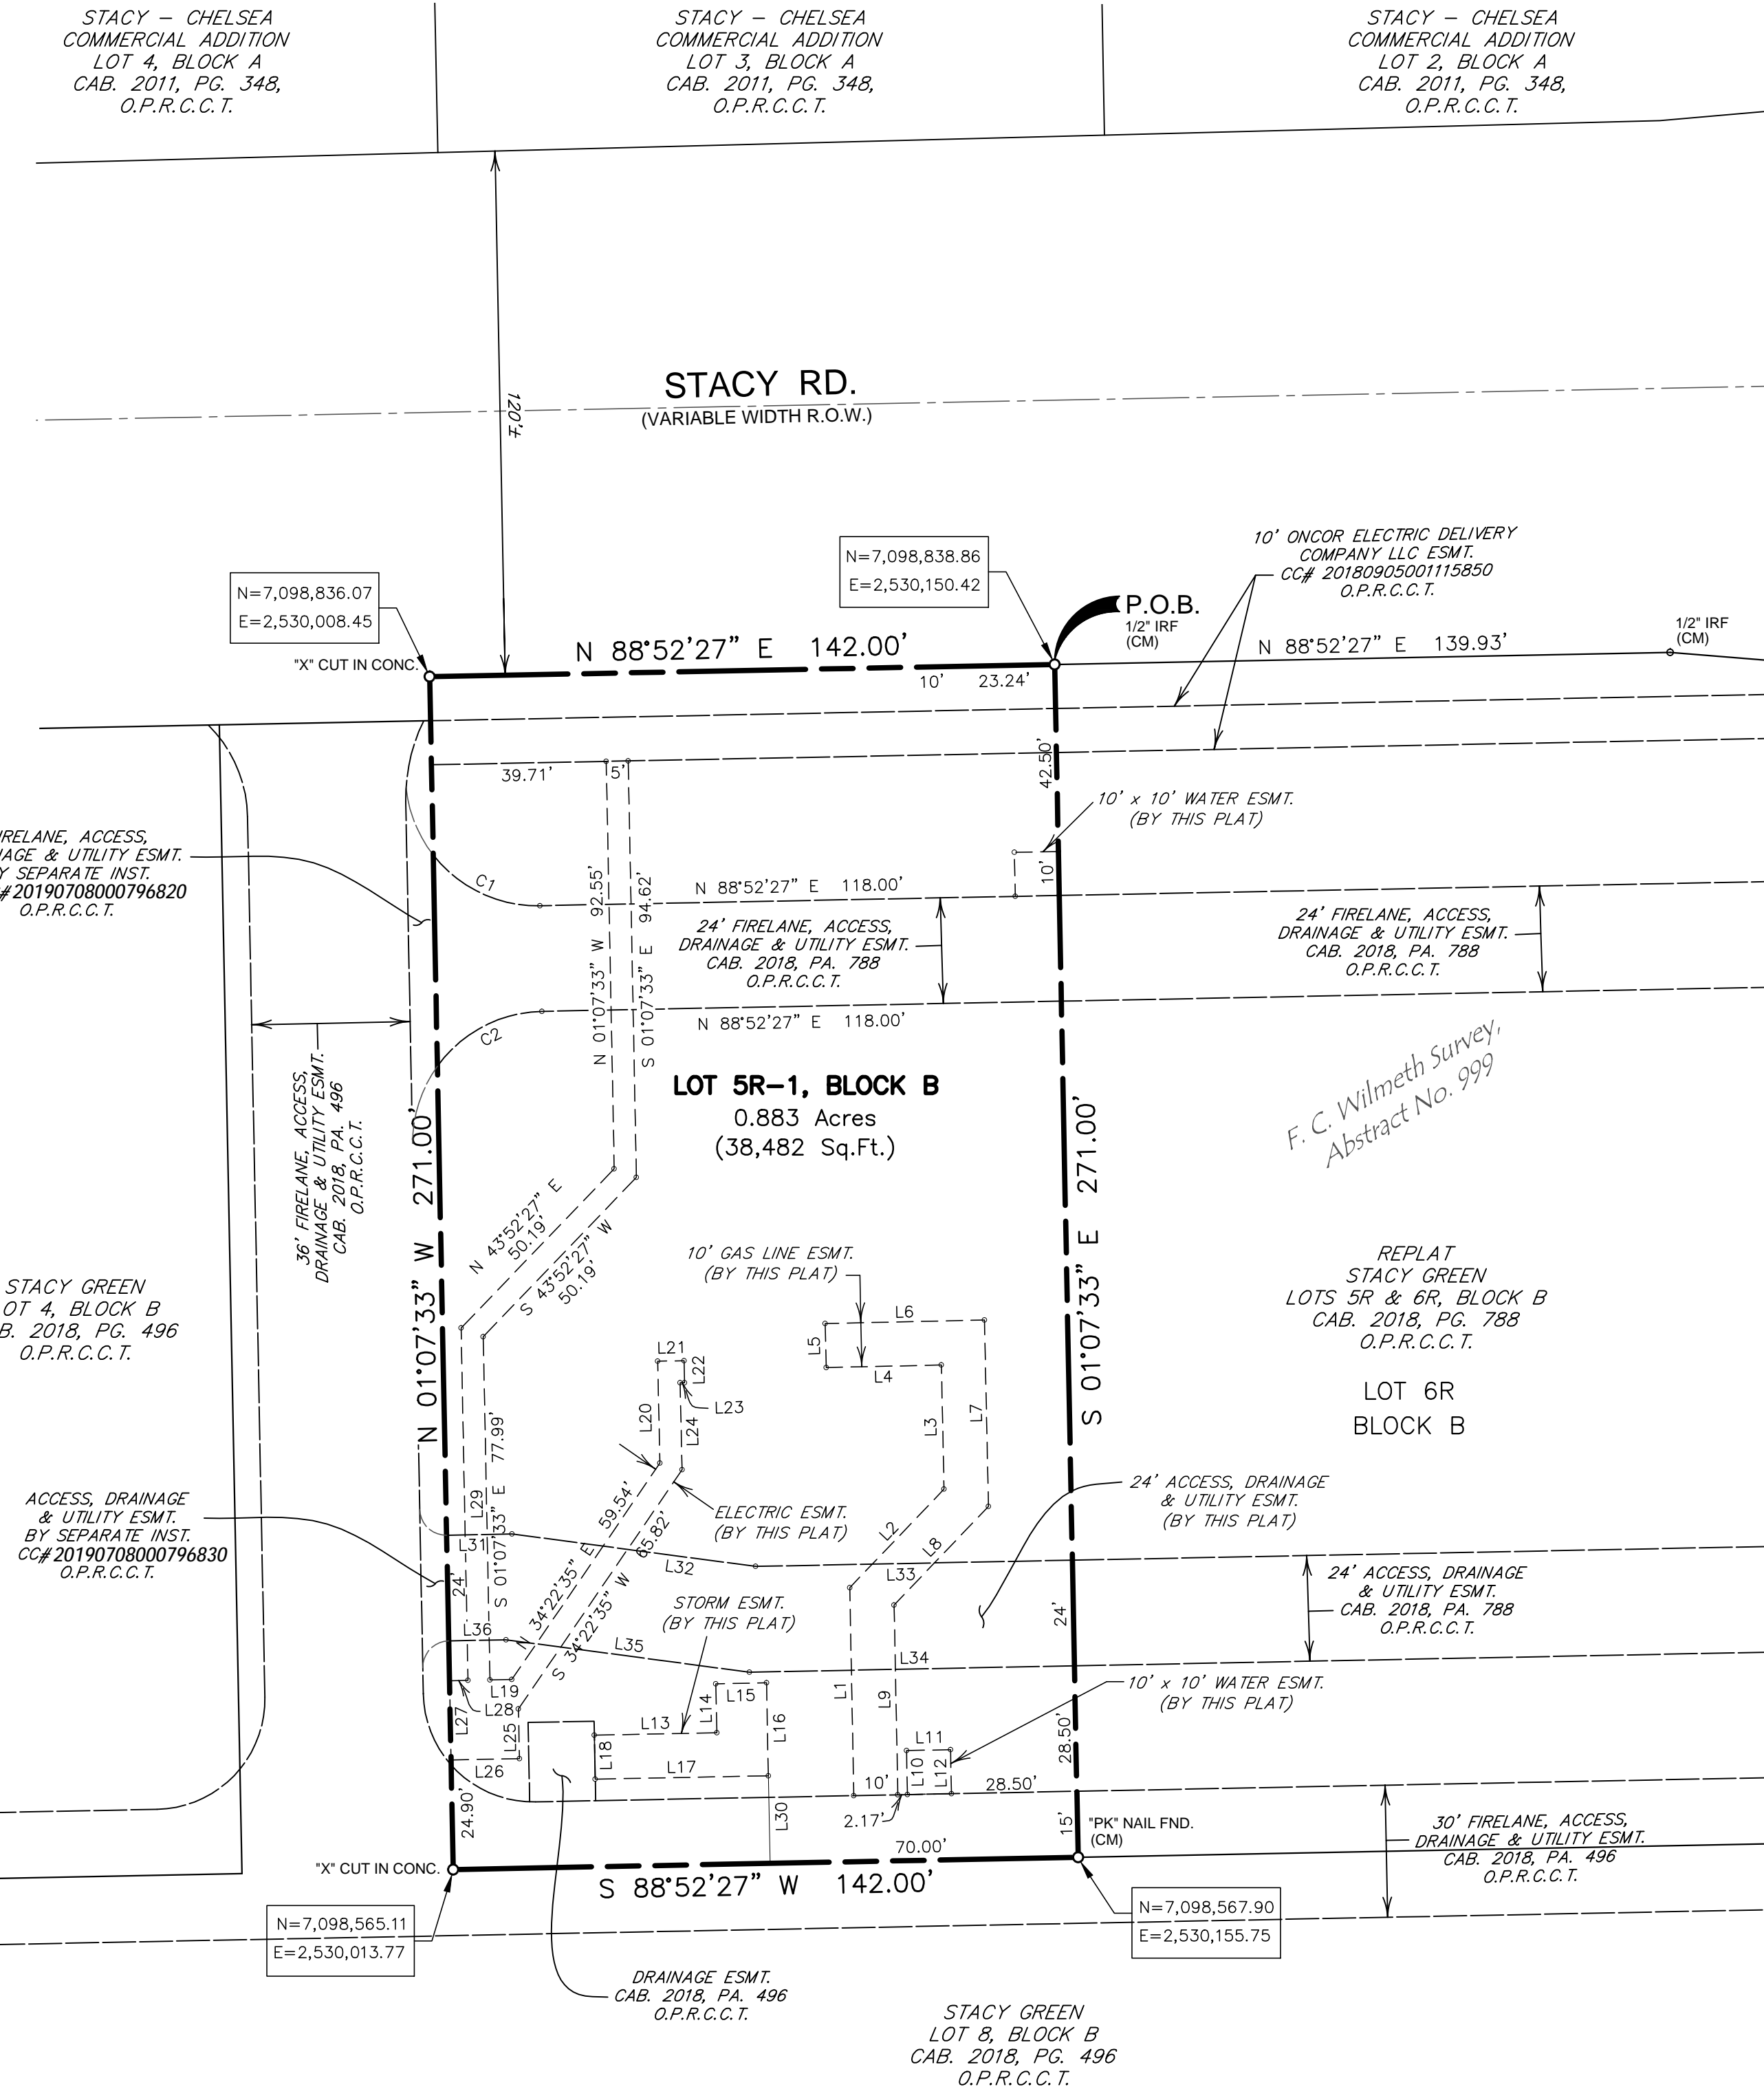 STACY – CHELSEA
COMMERCIAL ADDITION
LOT 4, BLOCK A
CAB. 2011, PG. 348,
O.P.R.C.C.T.
STACY – CHELSEA
COMMERCIAL ADDITION
LOT 3, BLOCK A
CAB. 2011, PG. 348,
O.P.R.C.C.T.
STACY – CHELSEA
COMMERCIAL ADDITION
LOT 2, BLOCK A
CAB. 2011, PG. 348,
O.P.R.C.C.T.
STACY RD.
(VARIABLE WIDTH R.O.W.)
120'±
N=7,098,836.07
E=2,530,008.45
N=7,098,838.86
E=2,530,150.42
10' ONCOR ELECTRIC DELIVERY
COMPANY LLC ESMT.
CC# 20180905001115850
O.P.R.C.C.T.
P.O.B.
1/2" IRF
(CM)
1/2" IRF
(CM)
"X" CUT IN CONC.
N 88°52'27" E 142.00'
N 88°52'27" E 139.93'
10' 23.24'
42.50'
39.71'
5'
10' x 10' WATER ESMT.
(BY THIS PLAT)
10'
IRELANE, ACCESS,
NAGE & UTILITY ESMT.
Y SEPARATE INST.
#20190708000796820
O.P.R.C.C.T.
C1
92.55'
N 01°07'33" W
94.62'
S 01°07'33" E
N 88°52'27" E 118.00'
24' FIRELANE, ACCESS,
DRAINAGE & UTILITY ESMT.
CAB. 2018, PA. 788
O.P.R.C.C.T.
24' FIRELANE, ACCESS,
DRAINAGE & UTILITY ESMT.
CAB. 2018, PA. 788
O.P.R.C.C.T.
N 88°52'27" E 118.00'
C2
F. C. Wilmeth Survey,
Abstract No. 999
36' FIRELANE, ACCESS,
DRAINAGE & UTILITY ESMT.
CAB. 2018, PA. 496
O.P.R.C.C.T.
LOT 5R–1, BLOCK B
0.883 Acres
(38,482 Sq.Ft.)
N 01°07'33" W 271.00'
S 01°07'33" E 271.00'
N 43°52'27" E
50.19'
S 43°52'27" W
50.19'
10' GAS LINE ESMT.
(BY THIS PLAT)
STACY GREEN
OT 4, BLOCK B
B. 2018, PG. 496
O.P.R.C.C.T.
REPLAT
STACY GREEN
LOTS 5R & 6R, BLOCK B
CAB. 2018, PG. 788
O.P.R.C.C.T.
LOT 6R
BLOCK B
L6
L5
L4
L21
L22
L23
L20
L24
L3
L7
L29
S 01°07'33" E 77.99'
N 34°22'35" E 59.54'
S 34°22'35" W 65.82'
ELECTRIC ESMT.
(BY THIS PLAT)
24' ACCESS, DRAINAGE
& UTILITY ESMT.
(BY THIS PLAT)
ACCESS, DRAINAGE
& UTILITY ESMT.
BY SEPARATE INST.
CC#20190708000796830
O.P.R.C.C.T.
L31
L32
L2
L8
L33
24'
24'
24' ACCESS, DRAINAGE
& UTILITY ESMT.
CAB. 2018, PA. 788
O.P.R.C.C.T.
STORM ESMT.
(BY THIS PLAT)
L36
L35
L34
10' x 10' WATER ESMT.
(BY THIS PLAT)
L19
L28
L27
L25
L26
L18
L13
L14
L15
L16
L17
L30
L1
L9
L10
L11
L12
10'
2.17'
28.50'
28.50'
15'
24.90'
70.00'
"PK" NAIL FND.
(CM)
30' FIRELANE, ACCESS,
DRAINAGE & UTILITY ESMT.
CAB. 2018, PA. 496
O.P.R.C.C.T.
"X" CUT IN CONC.
S 88°52'27" W 142.00'
N=7,098,565.11
E=2,530,013.77
N=7,098,567.90
E=2,530,155.75
DRAINAGE ESMT.
CAB. 2018, PA. 496
O.P.R.C.C.T.
STACY GREEN
LOT 8, BLOCK B
CAB. 2018, PG. 496
O.P.R.C.C.T.